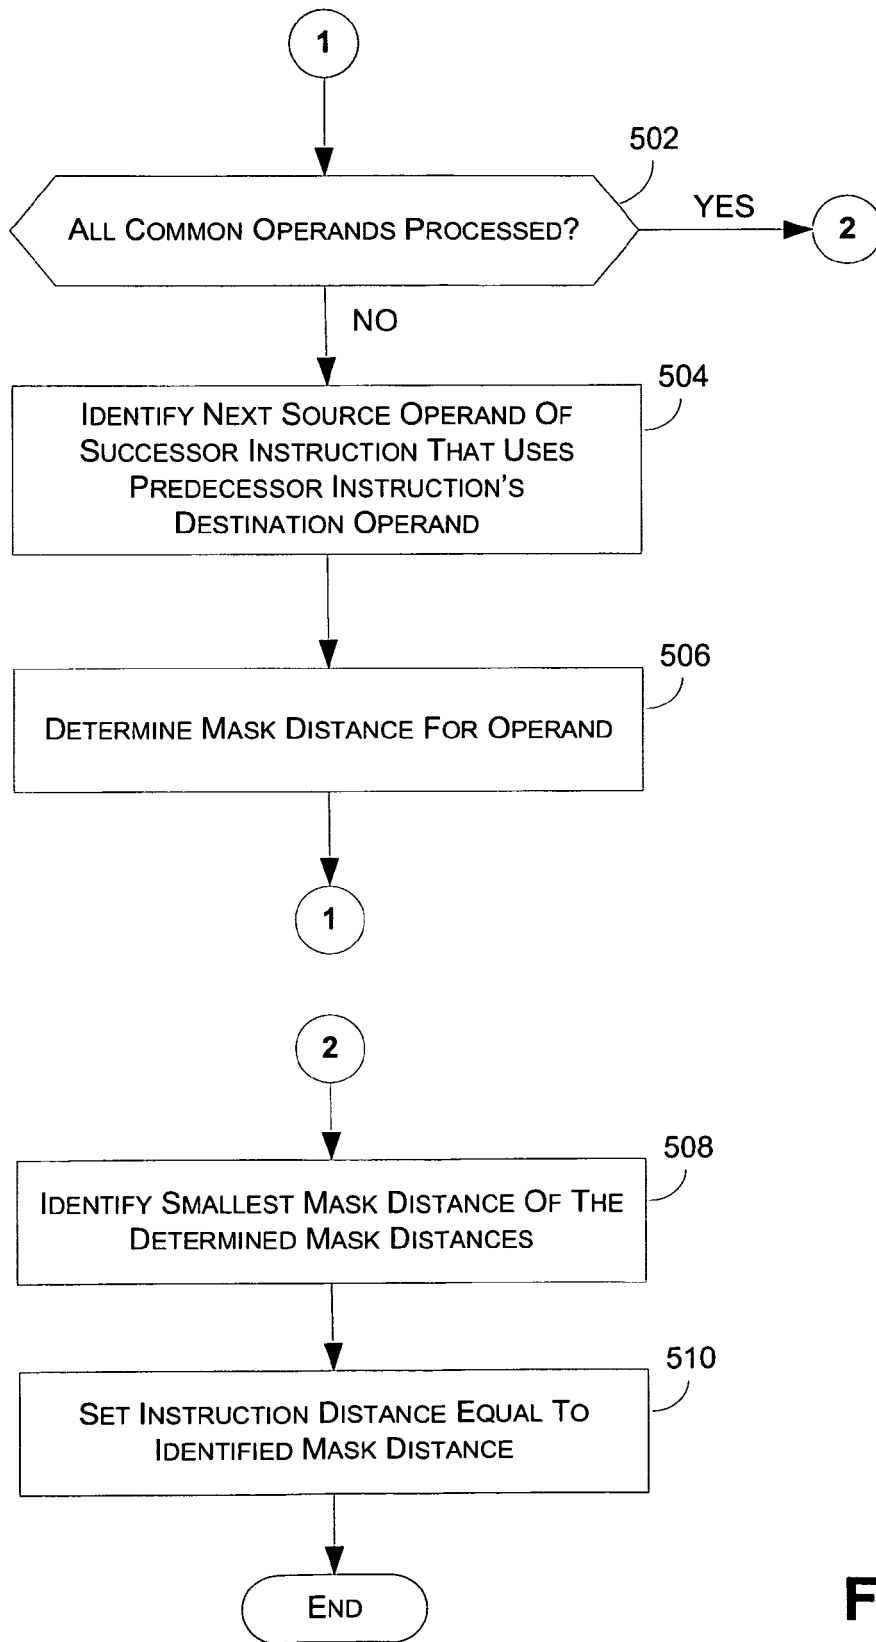 1
502
ALL COMMON OPERANDS PROCESSED?
YES
2
NO
504
IDENTIFY NEXT SOURCE OPERAND OF
SUCCESSOR INSTRUCTION THAT USES
PREDECESSOR INSTRUCTION'S
DESTINATION OPERAND
506
DETERMINE MASK DISTANCE FOR OPERAND
1
2
508
IDENTIFY SMALLEST MASK DISTANCE OF THE
DETERMINED MASK DISTANCES
510
SET INSTRUCTION DISTANCE EQUAL TO
IDENTIFIED MASK DISTANCE
END
F